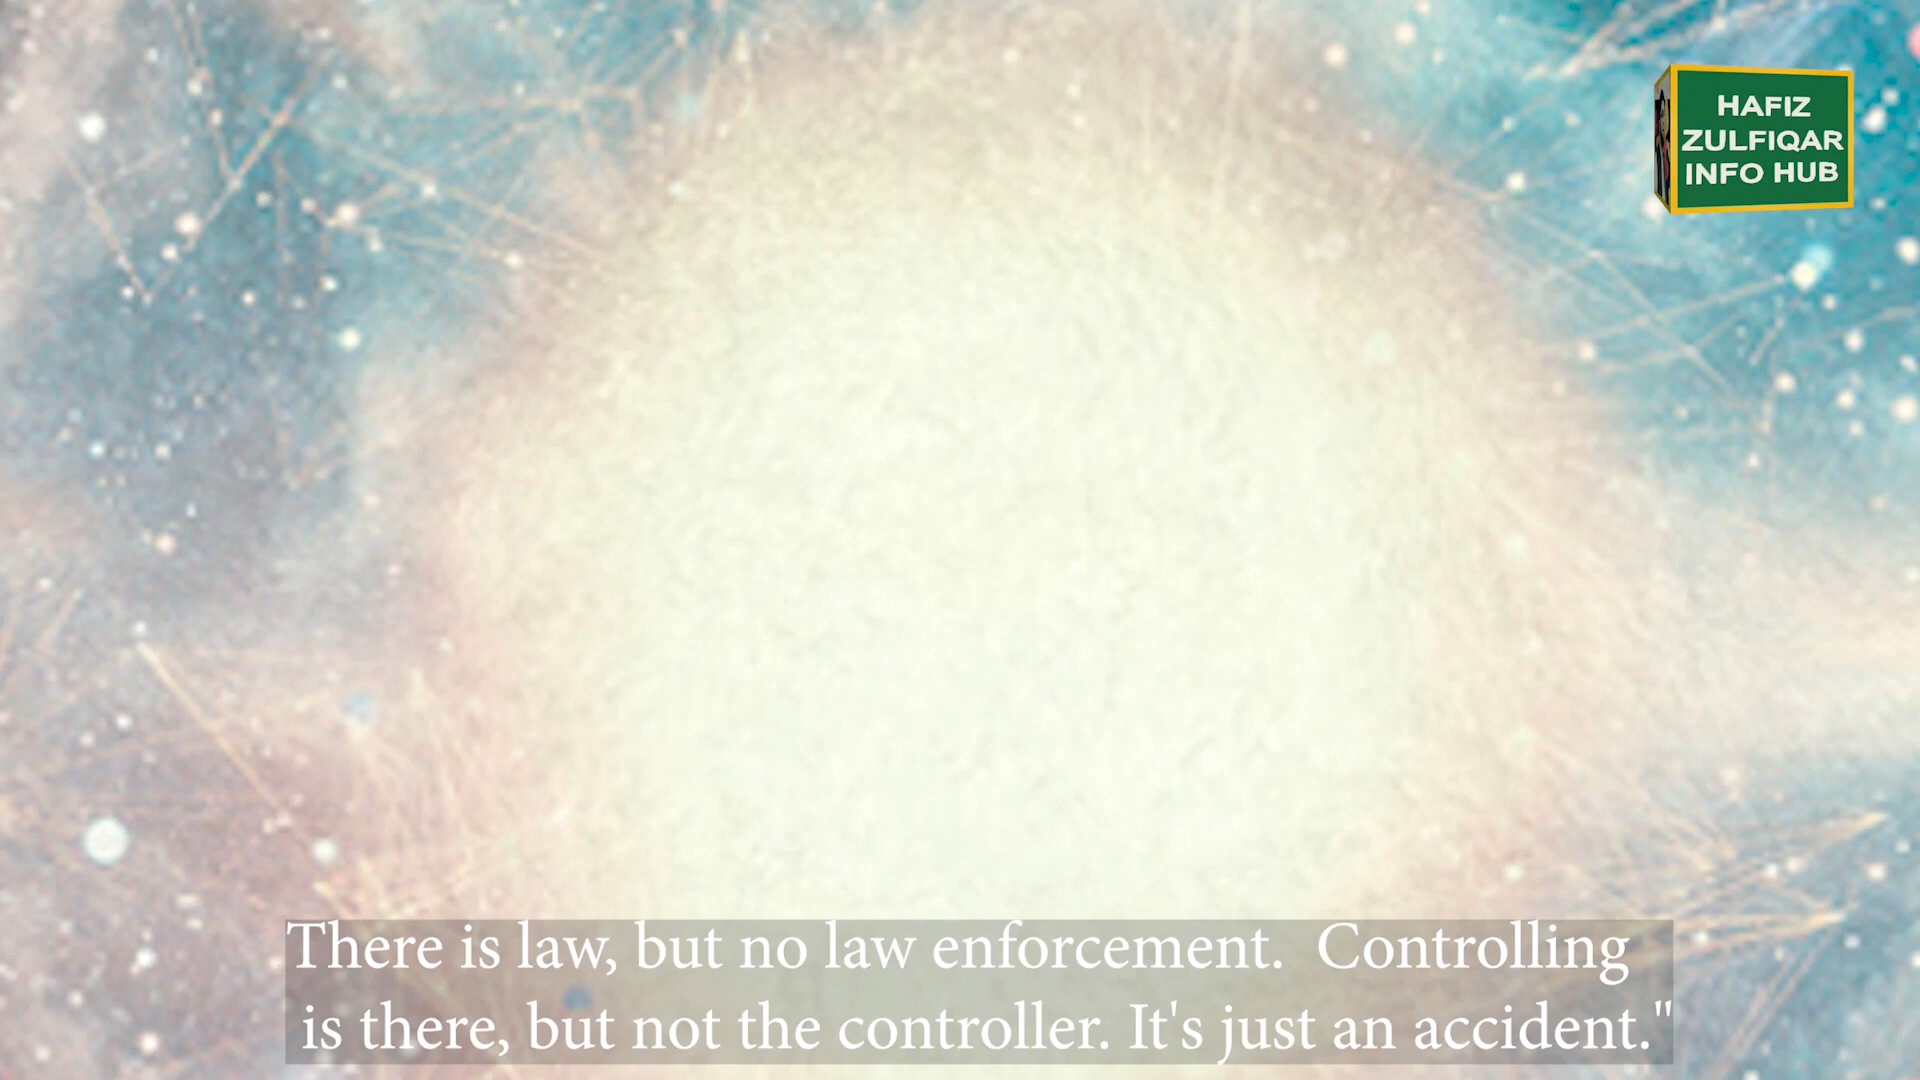 HAFIZ
ZULFIQAR
INFO HUB
There is law, but no law enforcement.  Controlling
is there, but not the controller. It's just an accident."